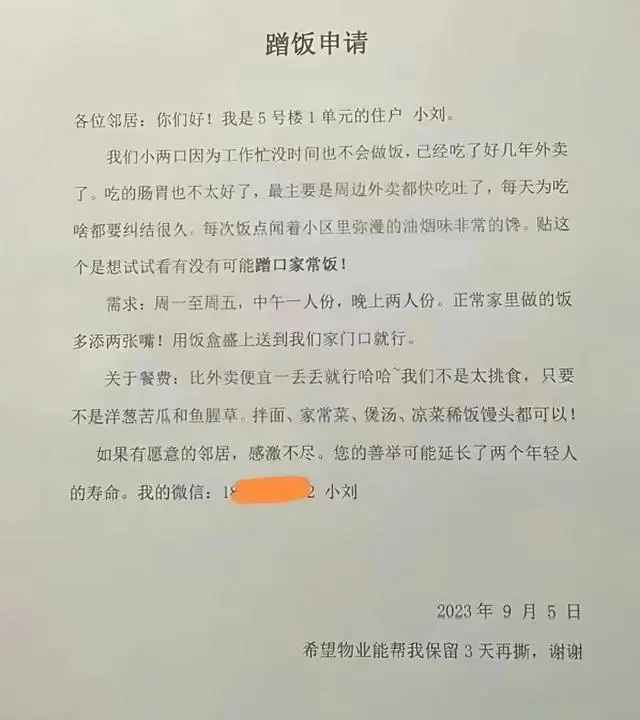 蹭饭申请
各位邻居：你们好！我是 5 号楼 1 单元的住户 小刘。
我们小两口因为工作忙没时间也不会做饭，已经吃了好几年外卖
了。吃的肠胃也不太好了，最主要是周边外卖都快吃吐了，每天为吃
啥都要纠结很久。每次饭点闻着小区里弥漫的油烟味非常的馋。贴这
个是想试试看有没有可能蹭口家常饭！
需求：周一至周五，中午一人份，晚上两人份。正常家里做的饭
多添两张嘴！用饭盒盛上送到我们家门口就行。
关于餐费：比外卖便宜一丢丢就行哈哈~我们不是太挑食，只要
不是洋葱苦瓜和鱼腥草。拌面、家常菜、煲汤、凉菜稀饭馒头都可以！
如果有愿意的邻居，感激不尽。您的善举可能延长了两个年轻人
的寿命。我的微信：18 2 小刘
2023 年 9 月 5 日
希望物业能帮我保留 3 天再撕，谢谢